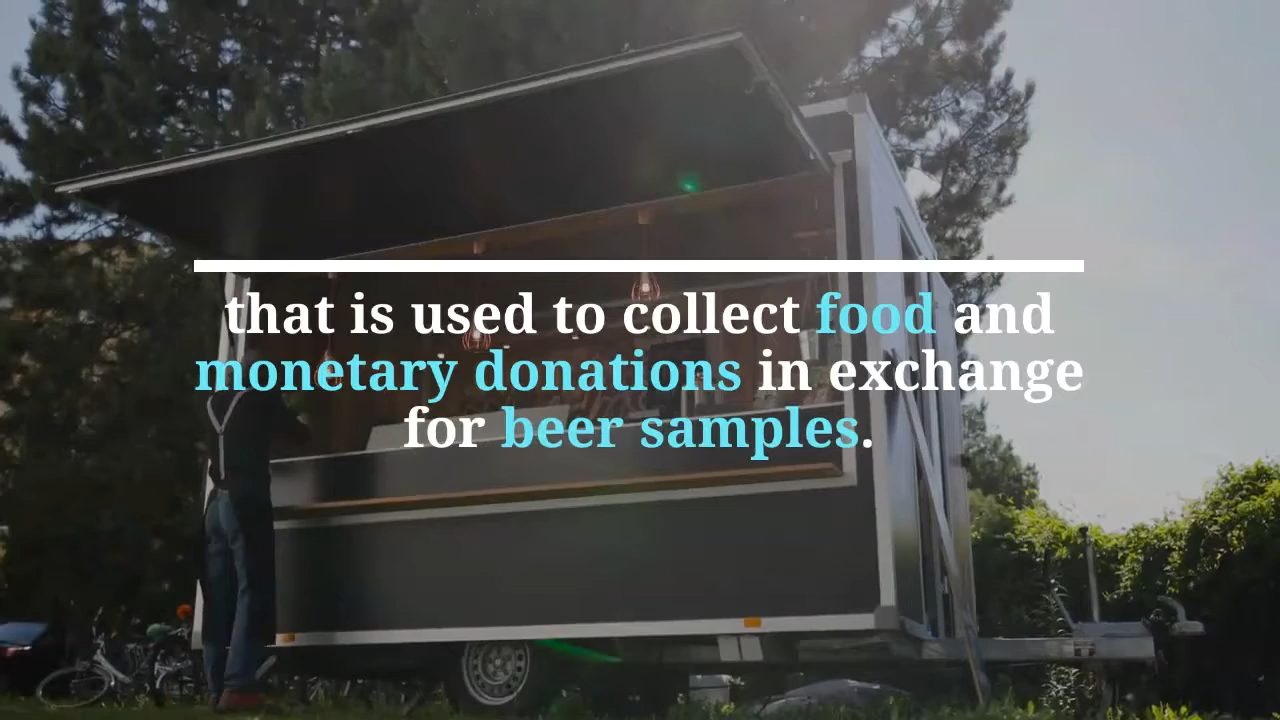 that is used to collect food and
monetary donations in exchange
for beer samples.